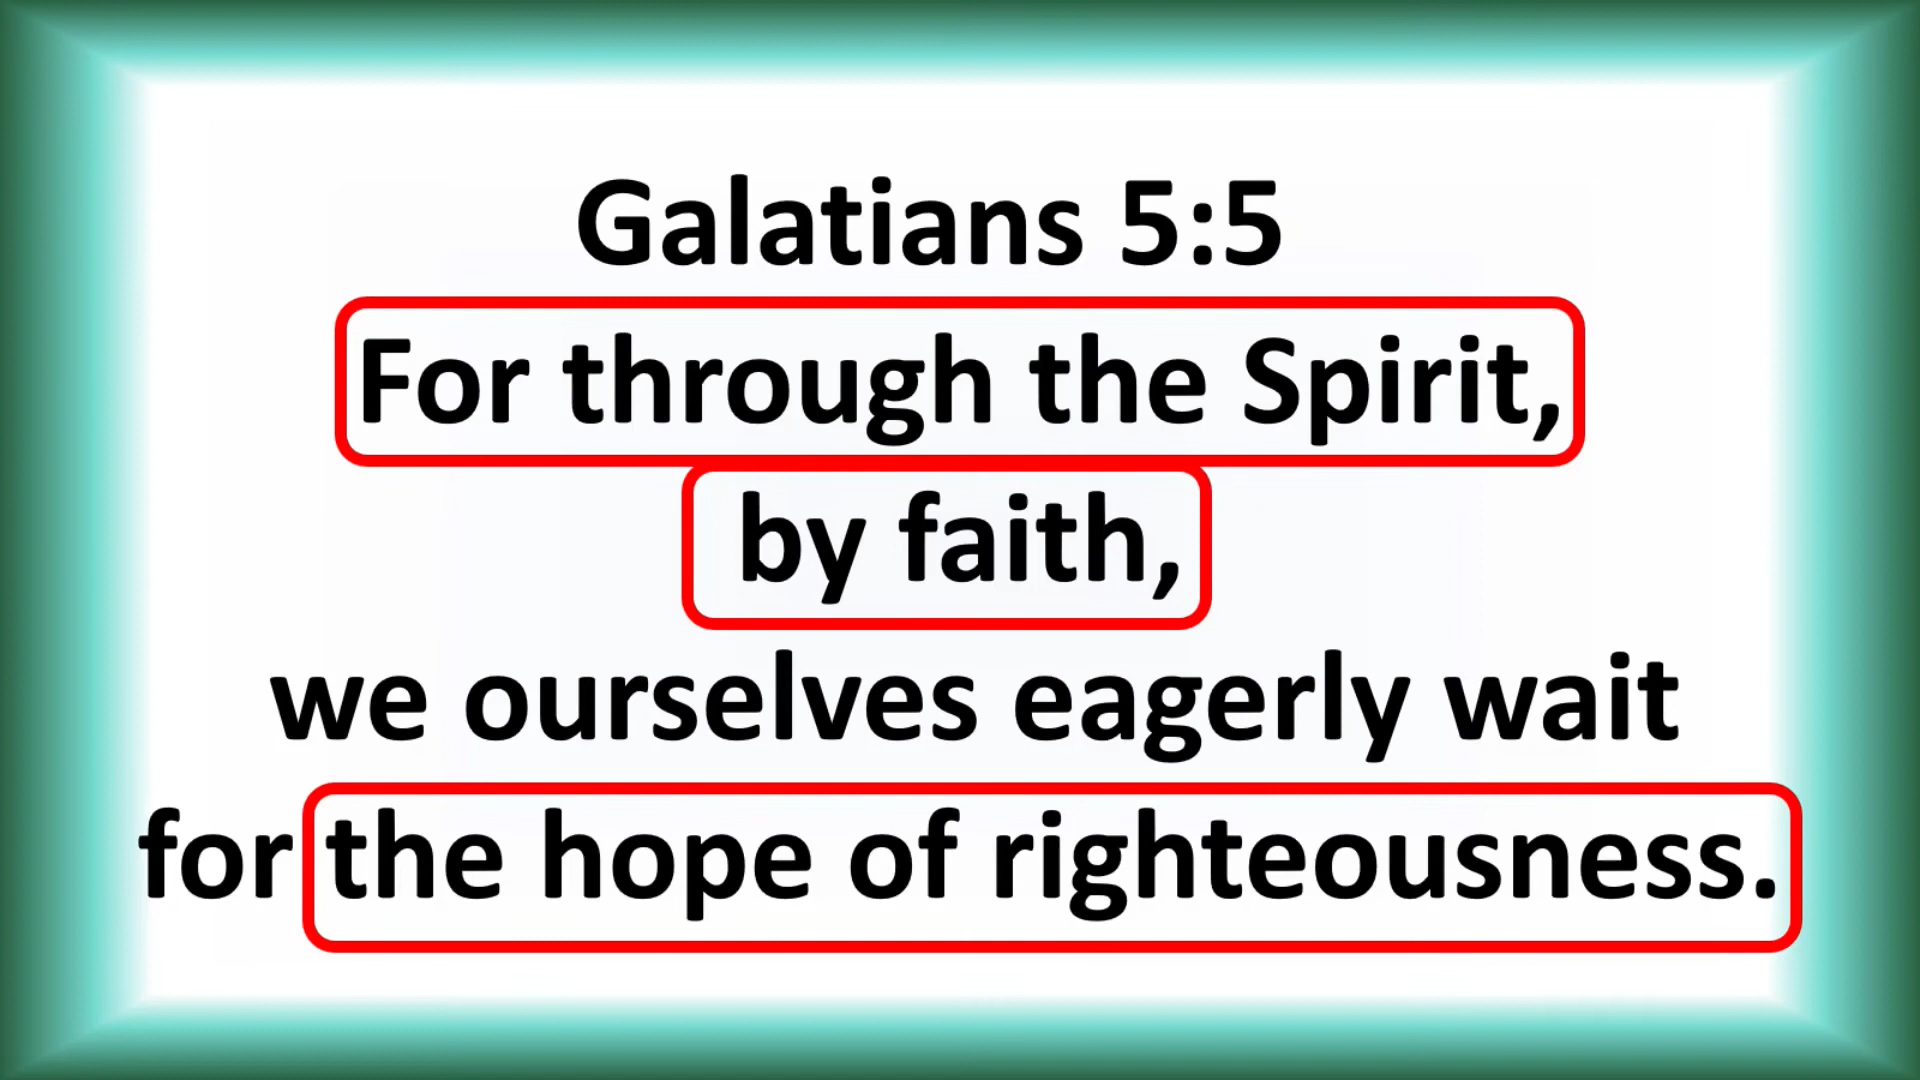 Galatians 5:5
For through the Spirit,
by faith,
we ourselves eagerly wait
for the hope of righteousness.